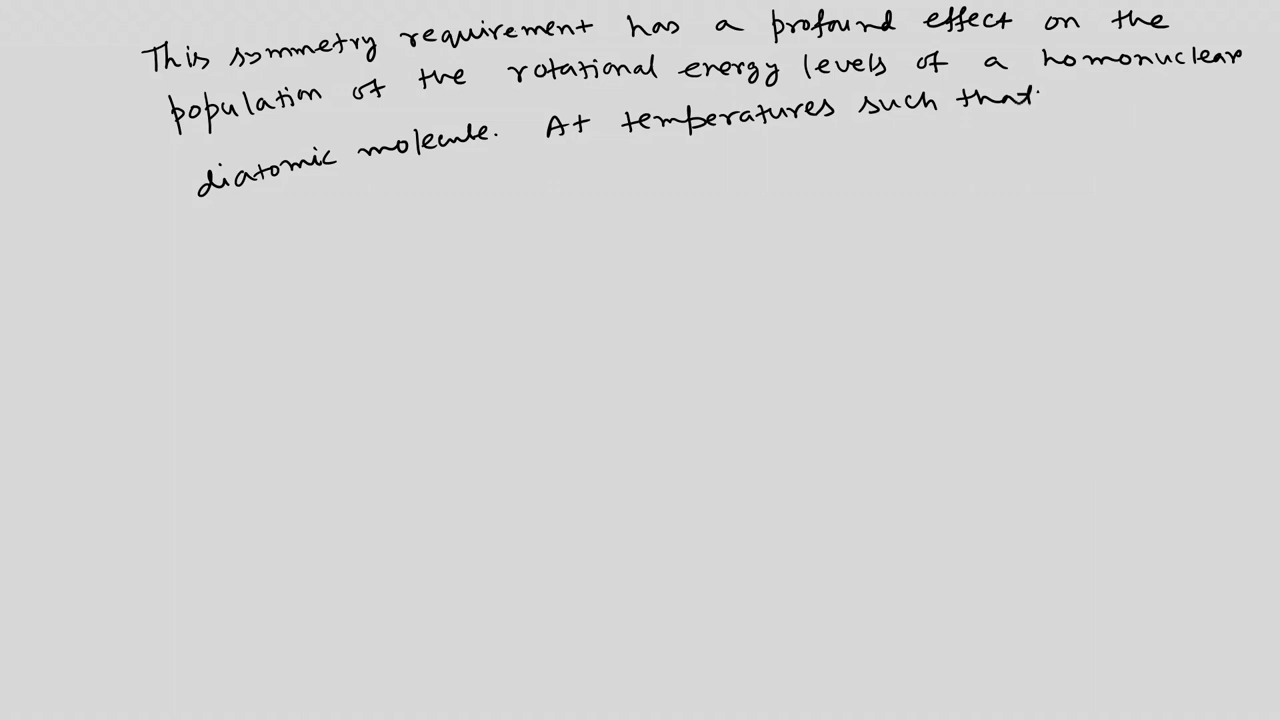 This symmetry requirement has a profound effect on the
population of the rotational energy levels of a homonuclear
diatomic molecule. At temperatures such that